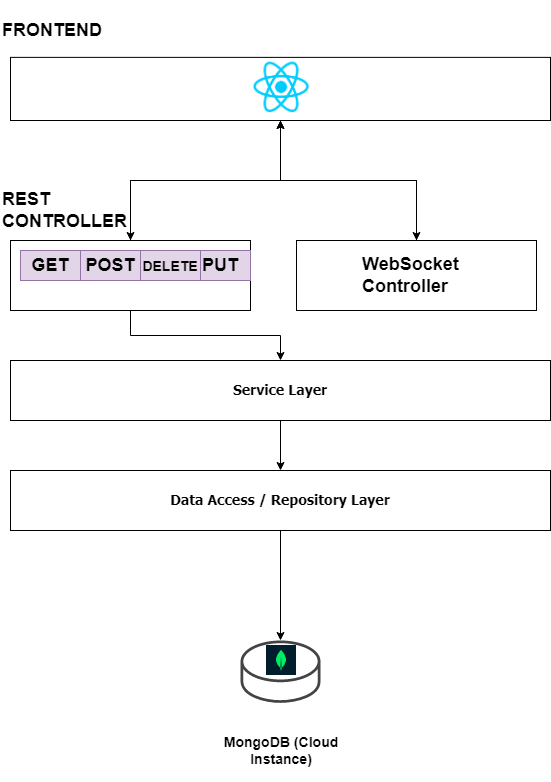 FRONTEND
REST
CONTROLLER
GET POST DELETE PUT
WebSocket
Controller
Service Layer
Data Access / Repository Layer
MongoDB (Cloud
Instance)